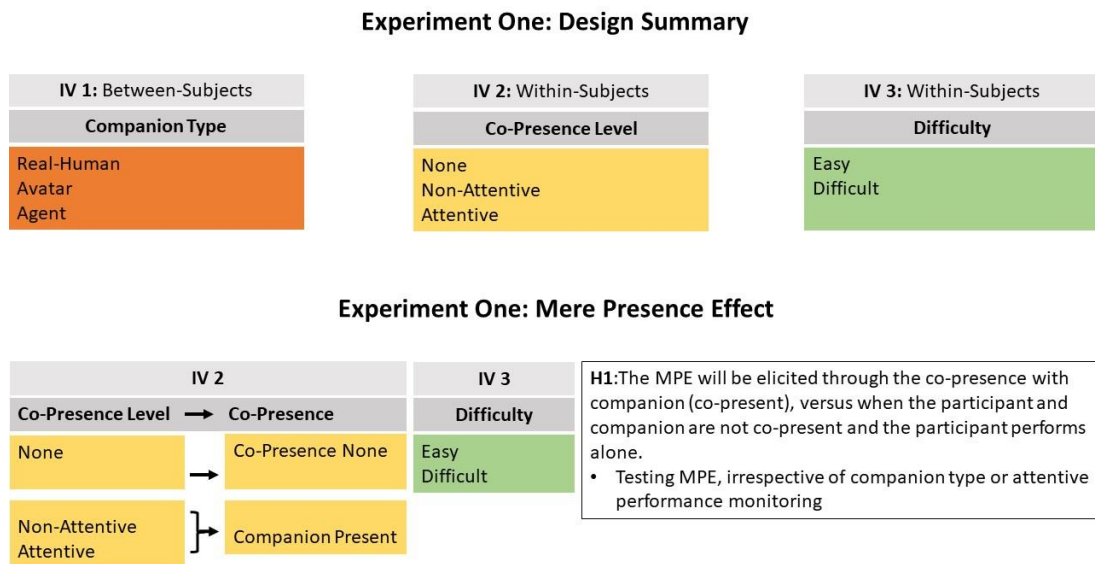 Experiment One: Design Summary
IV 1: Between-Subjects
Companion Type
Real-Human
Avatar
Agent
IV 2: Within-Subjects
Co-Presence Level
None
Non-Attentive
Attentive
IV 3: Within-Subjects
Difficulty
Easy
Difficult
Experiment One: Mere Presence Effect
IV 2
Co-Presence Level → Co-Presence
None
Co-Presence None
Non-Attentive
Attentive
Companion Present
IV 3
Difficulty
Easy
Difficult
H1:The MPE will be elicited through the co-presence with
companion (co-present), versus when the participant and
companion are not co-present and the participant performs
alone.
• Testing MPE, irrespective of companion type or attentive
performance monitoring